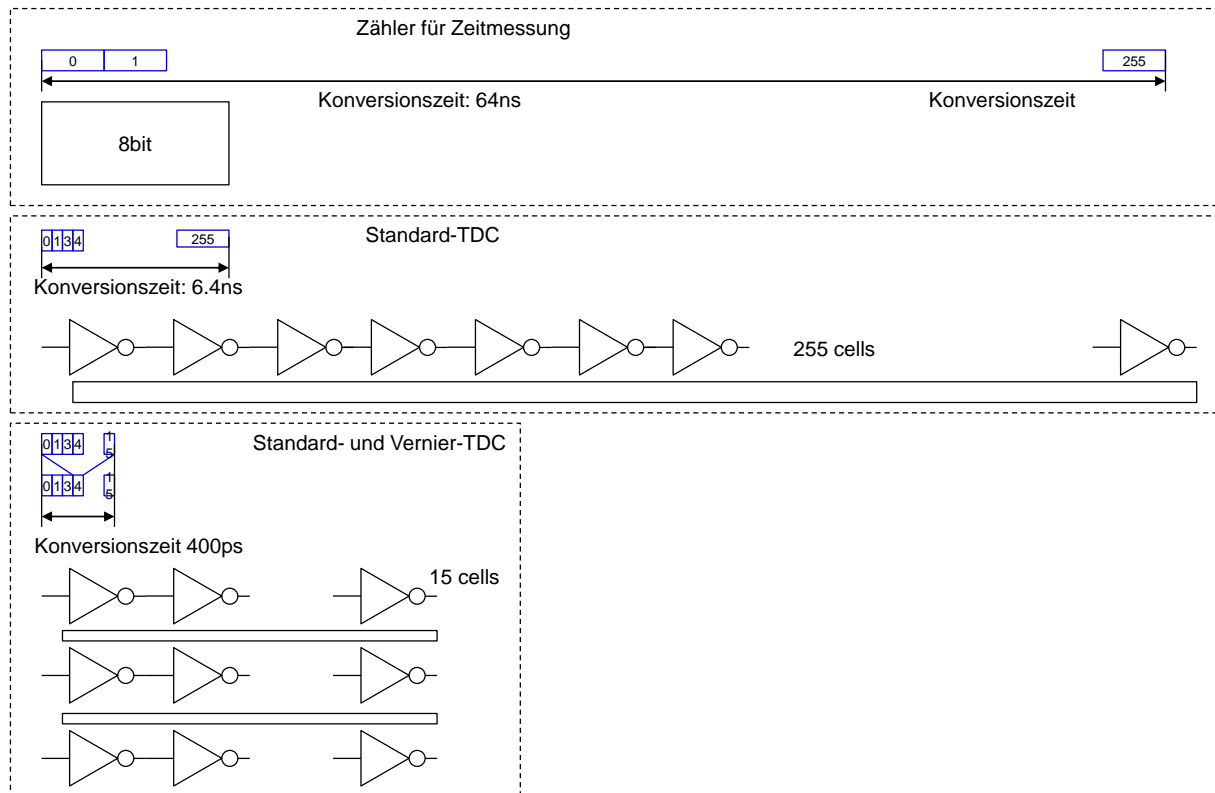 Zähler für Zeitmessung
0 1 255
Konversionszeit: 64ns Konversionszeit
8bit
Standard-TDC
0 1 3 4 255
Konversionszeit: 6.4ns
255 cells
Standard- und Vernier-TDC
0 1 3 4 15
0 1 3 4 15
Konversionszeit 400ps
15 cells